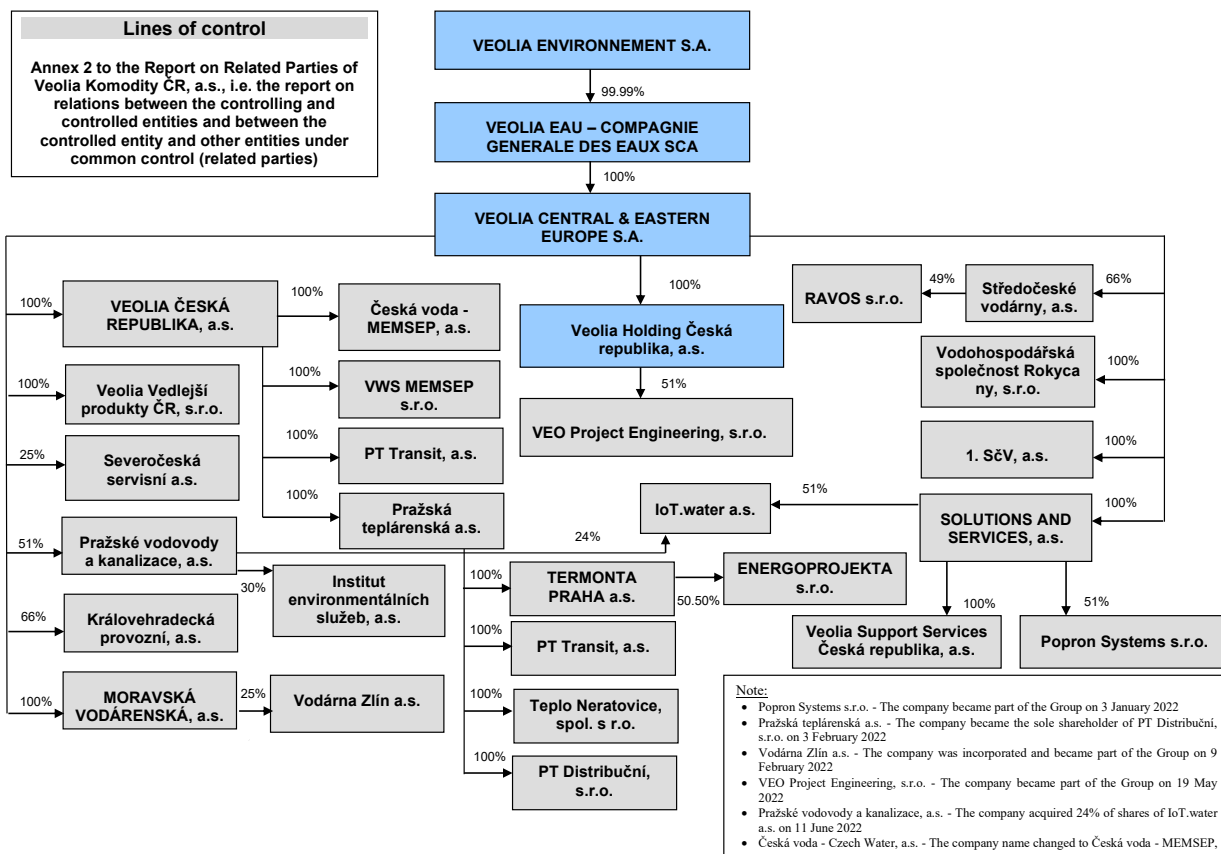 Lines of control
Annex 2 to the Report on Related Parties of
Veolia Komodity ČR, a.s., i.e. the report on
relations between the controlling and
controlled entities and between the
controlled entity and other entities under
common control (related parties)
VEOLIA ENVIRONNEMENT S.A.
99.99%
VEOLIA EAU – COMPAGNIE
GENERALE DES EAUX SCA
100%
VEOLIA CENTRAL & EASTERN
EUROPE S.A.
100%
VEOLIA ČESKÁ
REPUBLIKA, a.s.
100%
Česká voda -
MEMSEP, a.s.
100%
Veolia Holding Česká
republika, a.s.
RAVOS s.r.o.
49%
Středočeské
vodárny, a.s.
66%
100%
Veolia Vedlejší
produkty ČR, s.r.o.
100%
VWS MEMSEP
s.r.o.
51%
VEO Project Engineering, s.r.o.
Vodohospodářská
společnost Rokyca
ny, s.r.o.
100%
25%
Severočeská
servisní a.s.
100%
PT Transit, a.s.
1. SčV, a.s.
100%
100%
Pražská
teplárenská a.s.
IoT.water a.s.
51%
SOLUTIONS AND
SERVICES, a.s.
100%
51%
Pražské vodovody
a kanalizace, a.s.
24%
30%
Institut
environmentálních
služeb, a.s.
100%
TERMONTA
PRAHA a.s.
50.50%
ENERGOPROJEKTA
s.r.o.
100%
Veolia Support Services
Česká republika, a.s.
51%
Popron Systems s.r.o.
66%
Královehradecká
provozní, a.s.
100%
PT Transit, a.s.
100%
MORAVSKÁ
VODÁRENSKÁ, a.s.
25%
Vodárna Zlín a.s.
100%
Teplo Neratovice,
spol. s r.o.
100%
PT Distribuční,
s.r.o.
Note:
• Popron Systems s.r.o. - The company became part of the Group on 3 January 2022
• Pražská teplárenská a.s. - The company became the sole shareholder of PT Distribuční,
s.r.o. on 3 February 2022
• Vodárna Zlín a.s. - The company was incorporated and became part of the Group on 9
February 2022
• VEO Project Engineering, s.r.o. - The company became part of the Group on 19 May
2022
• Pražské vodovody a kanalizace, a.s. - The company acquired 24% of shares of IoT.water
a.s. on 11 June 2022
• Česká voda - Czech Water, a.s. - The company name changed to Česká voda - MEMSEP,